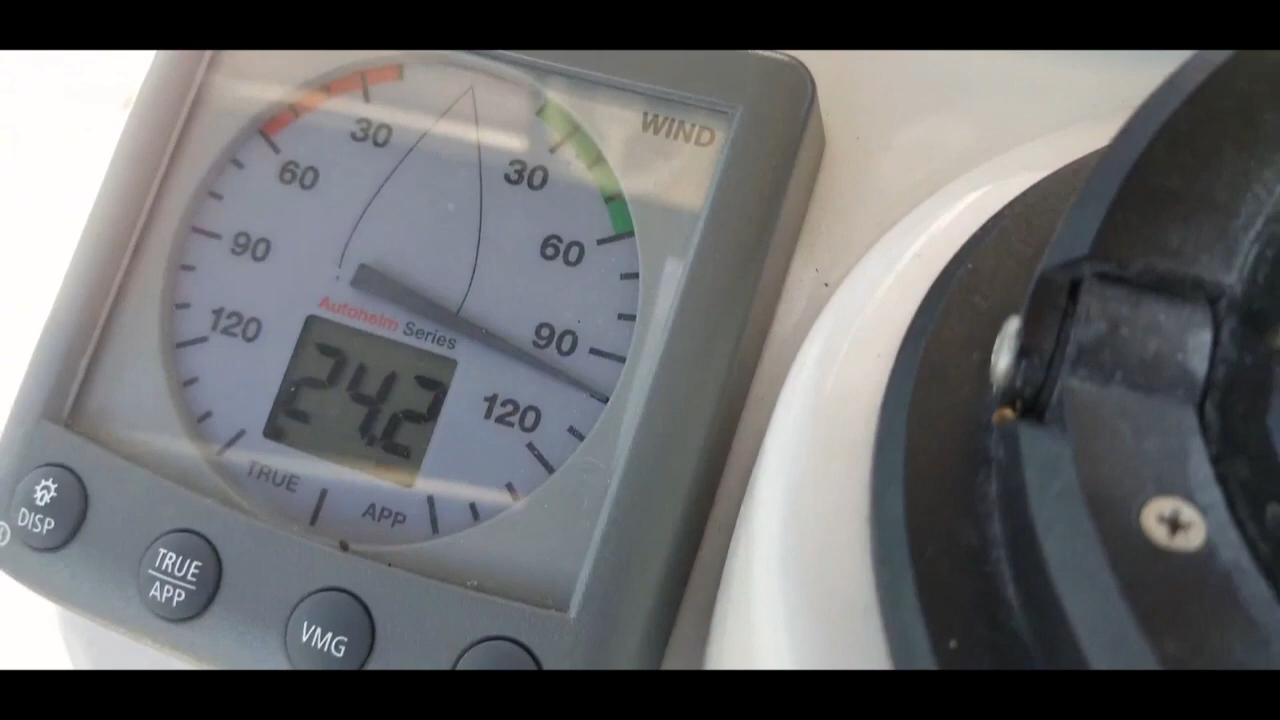 WIND
30
30
60
60
90
90
120
120
Autohelm Series
24.2
TRUE
APP
DISP
TRUE
APP
VMG